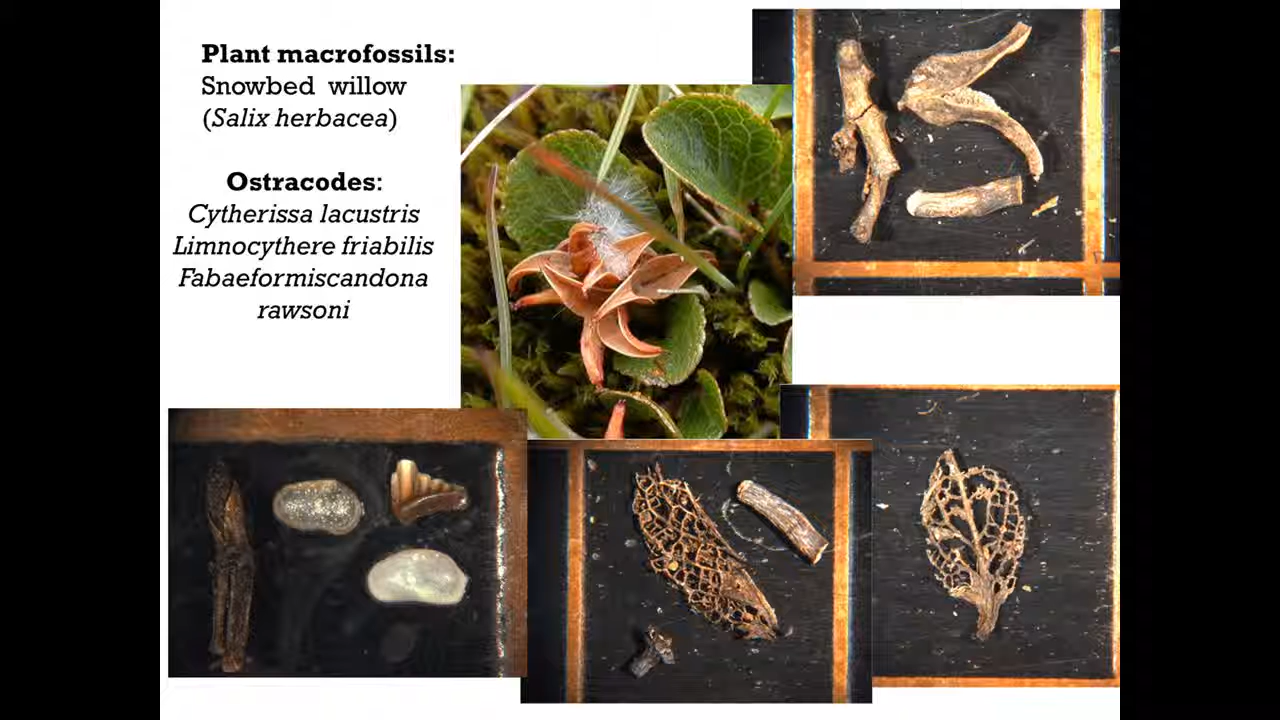 Plant macrofossils:
Snowbed willow
(Salix herbacea)
Ostracodes:
Cytherissa lacustris
Limnocythere friabilis
Fabaeformiscandona
rawsoni